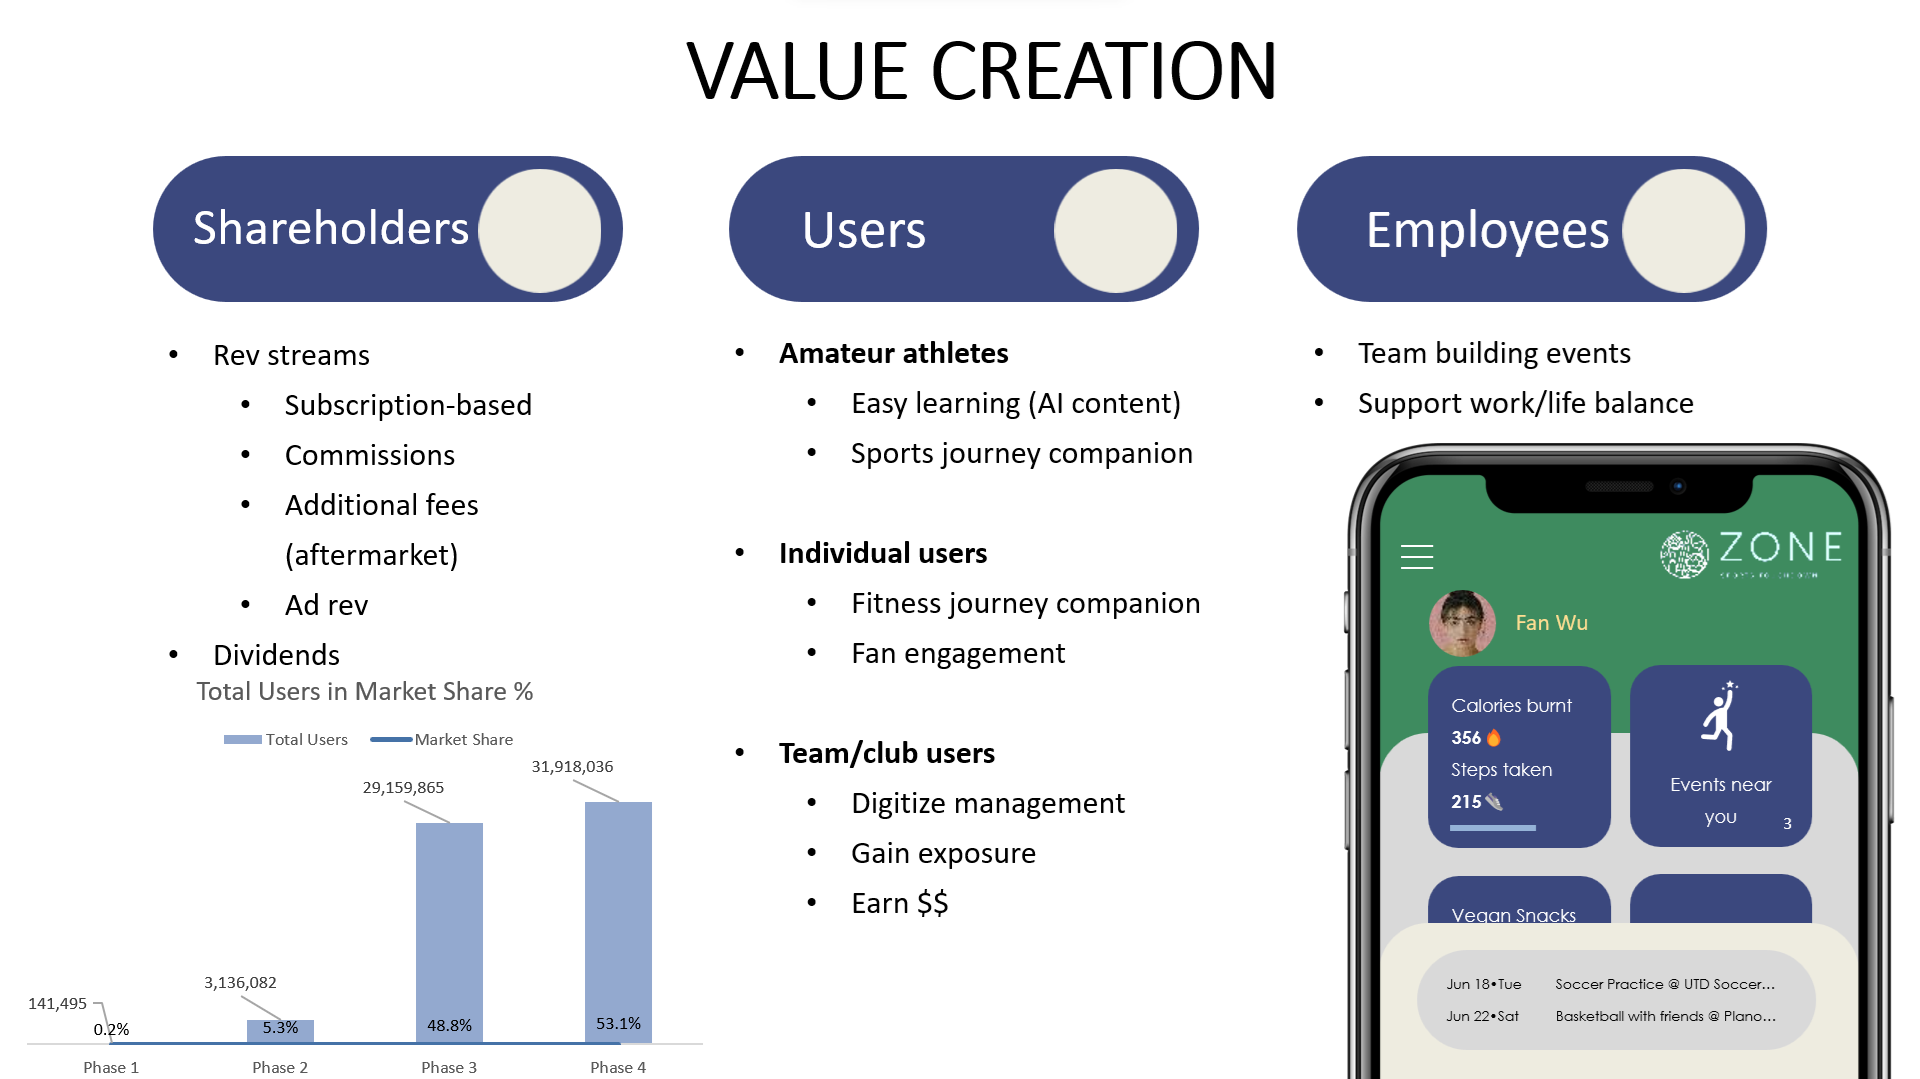 VALUE CREATION
Shareholders
• Rev streams
• Subscription-based
• Commissions
• Additional fees
(aftermarket)
• Ad rev
• Dividends
Total Users in Market Share %
Total Users
Market Share
141,495
3,136,082
29,159,865
31,918,036
0.2%
5.3%
48.8%
53.1%
Phase 1
Phase 2
Phase 3
Phase 4
Users
• Amateur athletes
• Easy learning (AI content)
• Sports journey companion
• Individual users
• Fitness journey companion
• Fan engagement
• Team/club users
• Digitize management
• Gain exposure
• Earn $$
Employees
• Team building events
• Support work/life balance
ZONE
Fan Wu
Calories burnt
356
Steps taken
215
Events near
you
3
Vegan Snacks
Jun 18•Tue Soccer Practice @ UTD Soccer...
Jun 22•Sat Basketball with friends @ Plano...